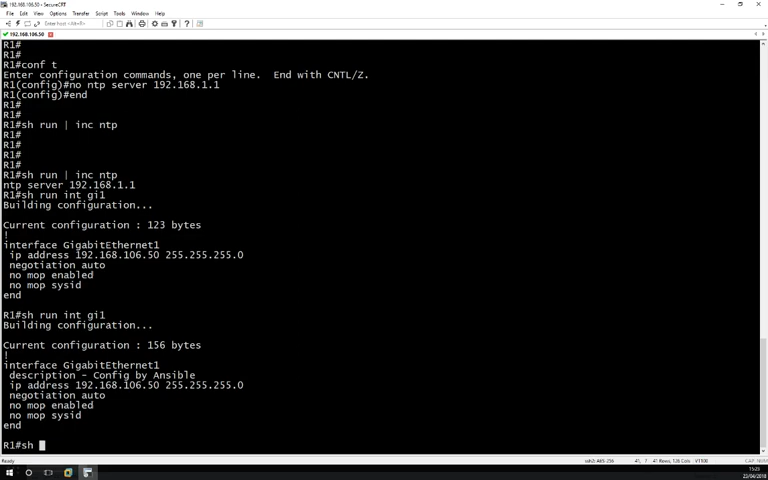 192.168.106.50 - SecureCRT
File Edit View Options Transfer Script Tools Window Help
Enter host <Alt+R>
192.168.106.50
R1#
R1#
R1#conf t
Enter configuration commands, one per line.  End with CNTL/Z.
R1(config)#no ntp server 192.168.1.1
R1(config)#end
R1#
R1#
R1#sh run | inc ntp
R1#
R1#
R1#
R1#
R1#sh run | inc ntp
ntp server 192.168.1.1
R1#sh run int gi1
Building configuration...
Current configuration : 123 bytes
!
interface GigabitEthernet1
 ip address 192.168.106.50 255.255.255.0
 negotiation auto
 no mop enabled
 no mop sysid
end
R1#sh run int gi1
Building configuration...
Current configuration : 156 bytes
!
interface GigabitEthernet1
 description - Config by Ansible
 ip address 192.168.106.50 255.255.255.0
 negotiation auto
 no mop enabled
 no mop sysid
end
R1#sh
Ready ssh2: AES-256 41, 7 41 Rows, 126 Cols VT100 CAP NUM
15:23
22/06/2018